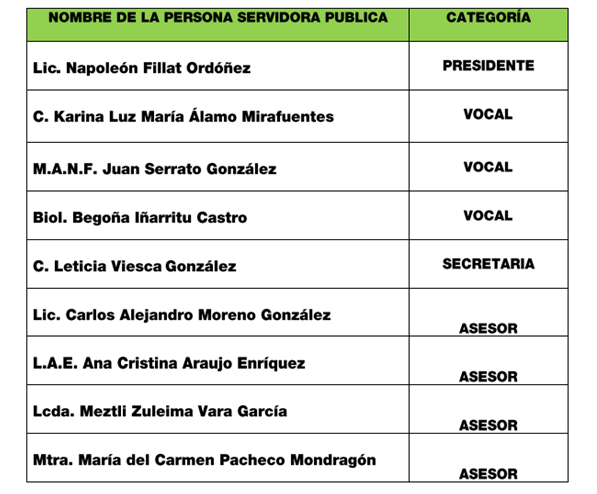 NOMBRE DE LA PERSONA SERVIDORA PUBLICA CATEGORÍA
Lic. Napoleón Fillat Ordóñez PRESIDENTE
C. Karina Luz María Álamo Mirafuentes VOCAL
M.A.N.F. Juan Serrato González VOCAL
Biol. Begoña Iñarritu Castro VOCAL
C. Leticia Viesca González SECRETARIA
Lic. Carlos Alejandro Moreno González ASESOR
L.A.E. Ana Cristina Araujo Enríquez ASESOR
Lcda. Meztli Zuleima Vara García ASESOR
Mtra. María del Carmen Pacheco Mondragón ASESOR